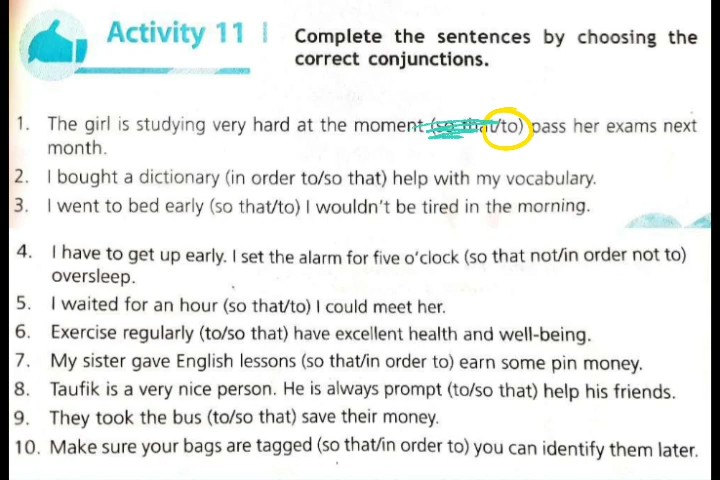 Activity 11 | Complete the sentences by choosing the
correct conjunctions.
1. The girl is studying very hard at the moment (so that/to) pass her exams next
month.
2. I bought a dictionary (in order to/so that) help with my vocabulary.
3. I went to bed early (so that/to) I wouldn't be tired in the morning.
4. I have to get up early. I set the alarm for five o'clock (so that not/in order not to)
oversleep.
5. I waited for an hour (so that/to) I could meet her.
6. Exercise regularly (to/so that) have excellent health and well-being.
7. My sister gave English lessons (so that/in order to) earn some pin money.
8. Taufik is a very nice person. He is always prompt (to/so that) help his friends.
9. They took the bus (to/so that) save their money.
10. Make sure your bags are tagged (so that/in order to) you can identify them later.